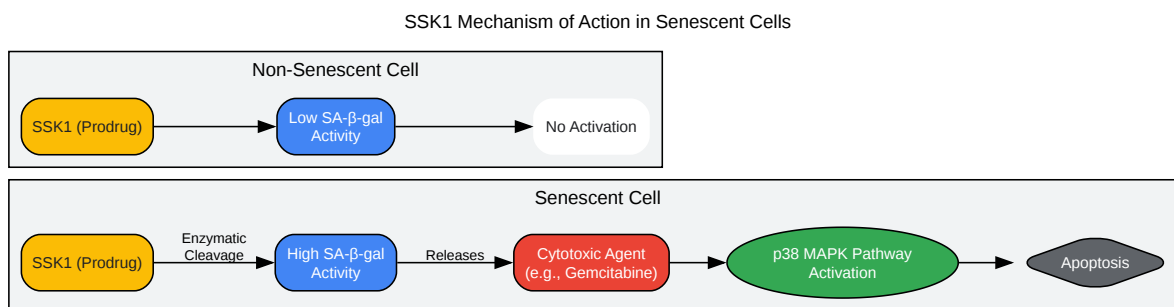 SSK1 Mechanism of Action in Senescent Cells
Non-Senescent Cell
SSK1 (Prodrug)
Low SA-β-gal
Activity
No Activation
Senescent Cell
SSK1 (Prodrug)
Enzymatic
Cleavage
High SA-β-gal
Activity
Releases
Cytotoxic Agent
(e.g., Gemcitabine)
p38 MAPK Pathway
Activation
Apoptosis